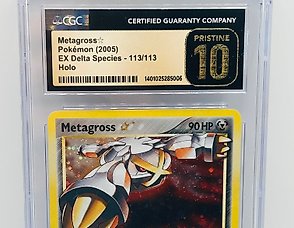 CGC
CERTIFIED GUARANTY COMPANY
Metagross☆
Pokémon (2005)
EX Delta Species - 113/113
Holo
1401025285006
PRISTINE
10
Metagross ☆
90 HP